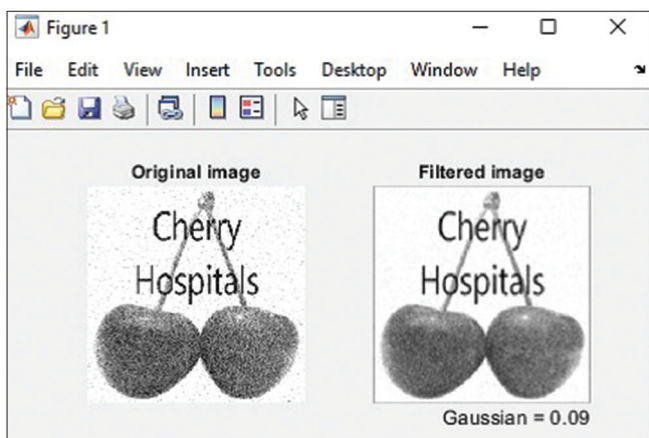 Figure 1
File Edit View Insert Tools Desktop Window Help
Original image
Cherry
Hospitals
Filtered image
Cherry
Hospitals
Gaussian = 0.09